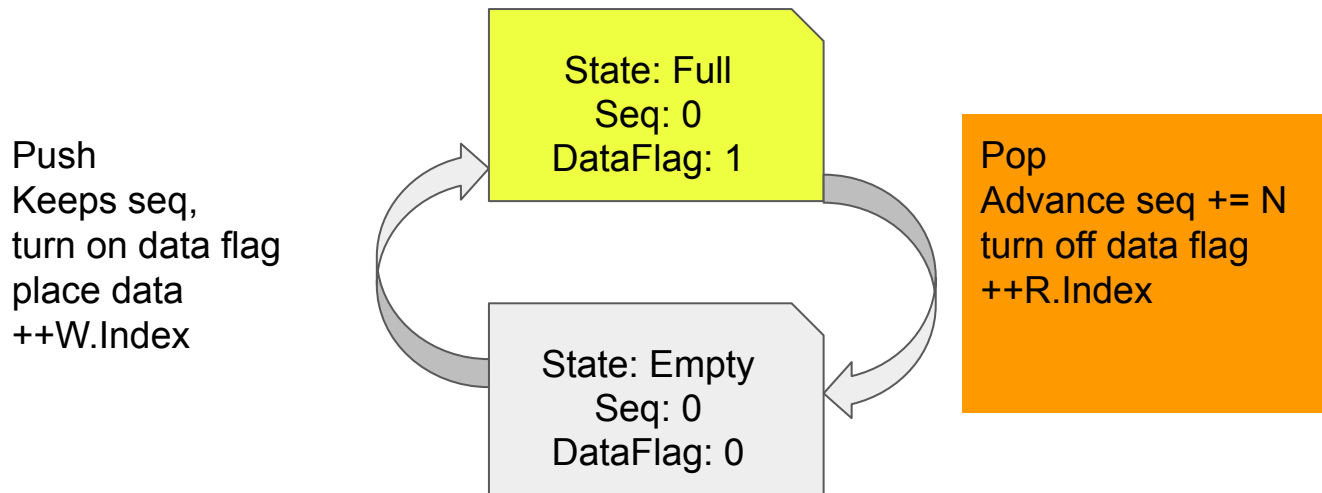 State: Full
Seq: 0
DataFlag: 1
Push
Keeps seq,
turn on data flag
place data
++W.Index
Pop
Advance seq += N
turn off data flag
++R.Index
State: Empty
Seq: 0
DataFlag: 0